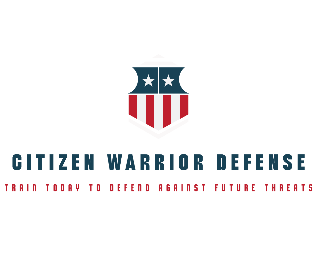 CITIZEN WARRIOR DEFENSE
TRAIN TODAY TO DEFEND AGAINST FUTURE THREATS